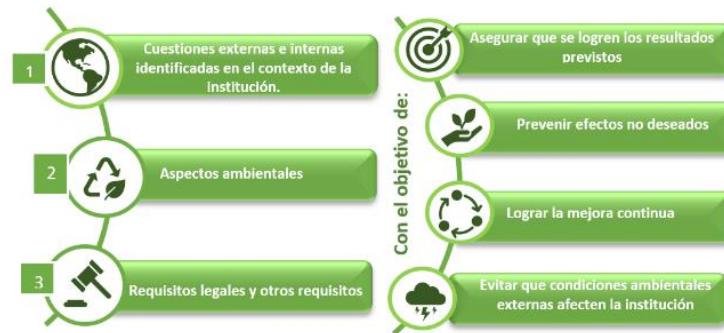 1
Cuestiones externas e internas
identificadas en el contexto de la
Institución.
2
Aspectos ambientales
3
Requisitos legales y otros requisitos
Con el objetivo de:
Asegurar que se logren los resultados
previstos
Prevenir efectos no deseados
Lograr la mejora continua
Evitar que condiciones ambientales
externas afecten la institución